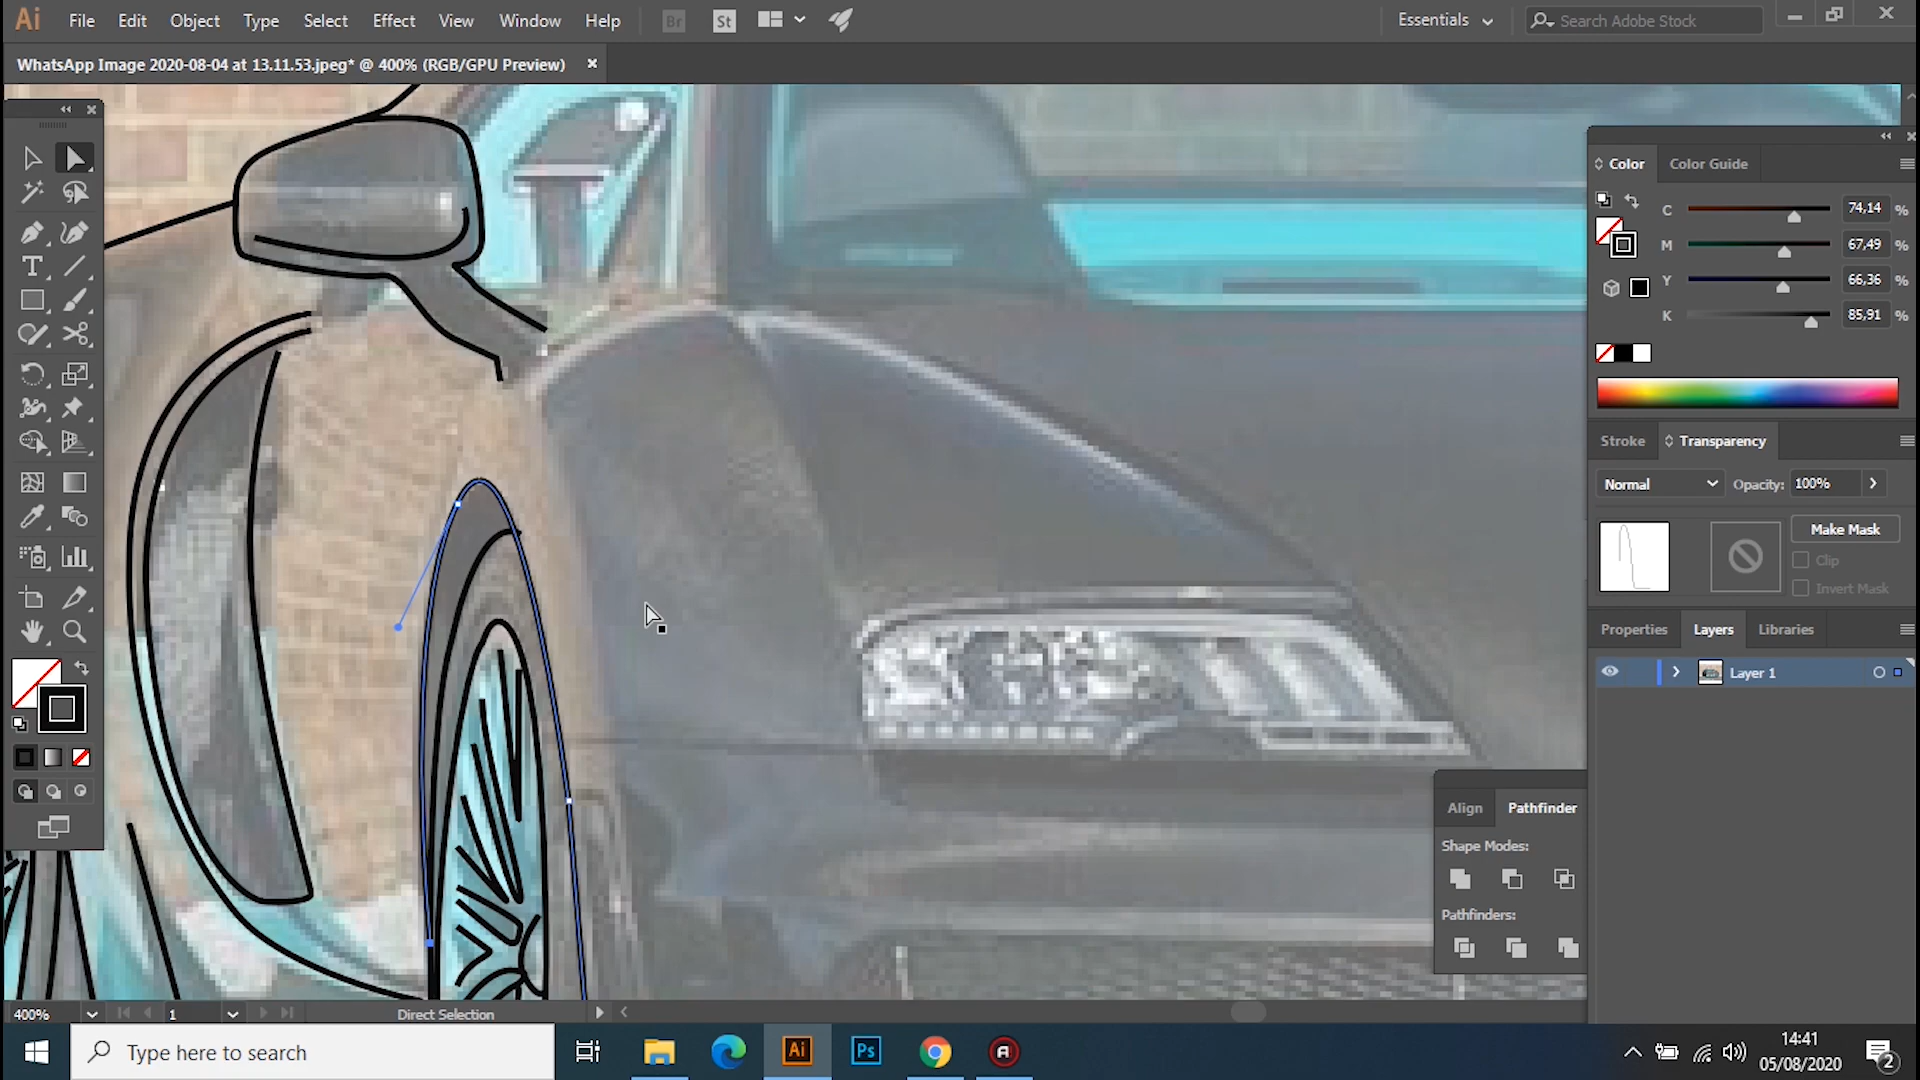 Ai File Edit Object Type Select Effect View Window Help Br St Essentials Search Adobe Stock
WhatsApp Image 2020-08-04 at 13.11.53.jpeg* @ 400% (RGB/GPU Preview)
Color Color Guide
C 74,14 %
M 67,49 %
Y 66,36 %
K 85,91 %
Stroke Transparency
Normal Opacity: 100%
Make Mask
Clip
Invert Mask
Properties Layers Libraries
Layer 1
Align Pathfinder
Shape Modes:
Pathfinders:
400% 1 Direct Selection
Type here to search Ai Ps
14:41
05/08/2020
2